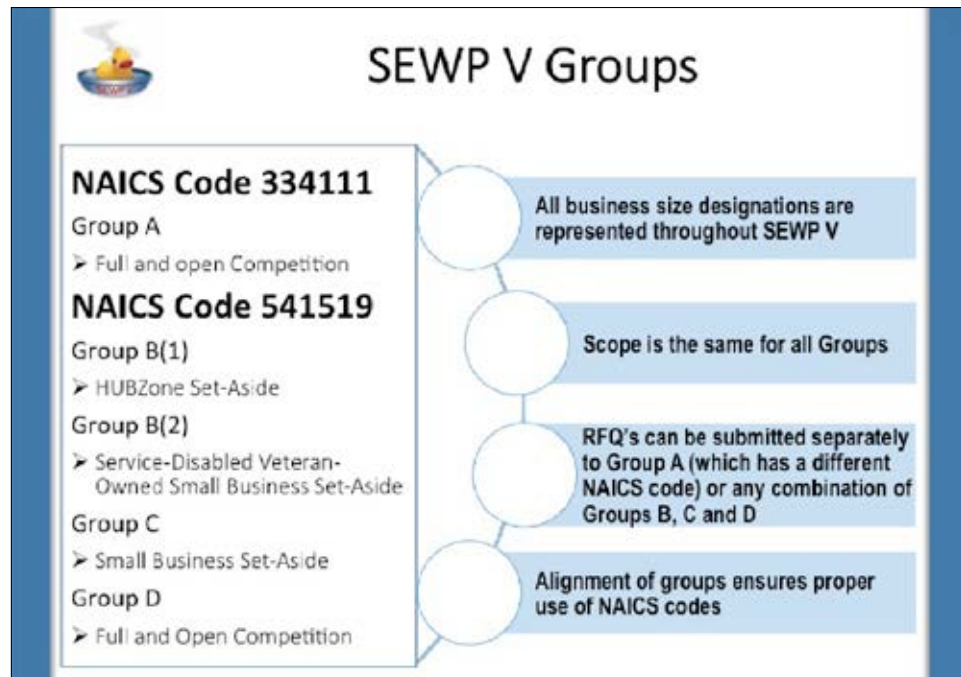 SEWP V Groups
NAICS Code 334111
Group A
➤ Full and open Competition
NAICS Code 541519
Group B(1)
➤ HUBZone Set-Aside
Group B(2)
➤ Service-Disabled Veteran-
Owned Small Business Set-Aside
Group C
➤ Small Business Set-Aside
Group D
➤ Full and Open Competition
All business size designations are
represented throughout SEWP V
Scope is the same for all Groups
RFQ's can be submitted separately
to Group A (which has a different
NAICS code) or any combination of
Groups B, C and D
Alignment of groups ensures proper
use of NAICS codes